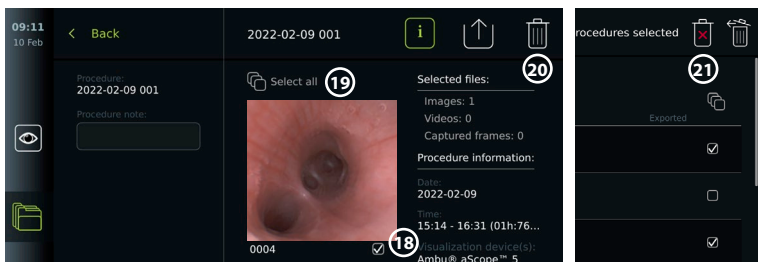 09:11
10 Feb
< Back
2022-02-09 001
i
rocedures selected
20
21
Procedure:
2022-02-09 001
Procedure note:
Select all
19
Selected files:
Images: 1
Videos: 0
Captured frames: 0
Procedure information:
Date:
2022-02-09
Time:
15:14 - 16:31 (01h:76...
Visualization device(s):
Ambu® aScope™ 5
0004
18
Exported